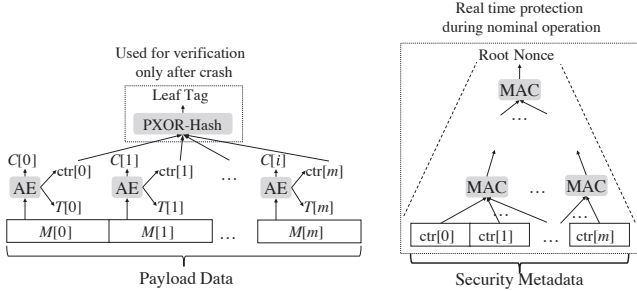 Used for verification
only after crash
Leaf Tag
PXOR-Hash
C[0] ctr[0] C[1] ctr[1] ... C[i] ctr[m]
AE AE AE
T[0] T[1] T[m]
M[0] M[1] ... M[m]
Payload Data
Real time protection
during nominal operation
Root Nonce
MAC
...
MAC ... MAC
... ...
ctr[0] ctr[1] ... ctr[m]
Security Metadada